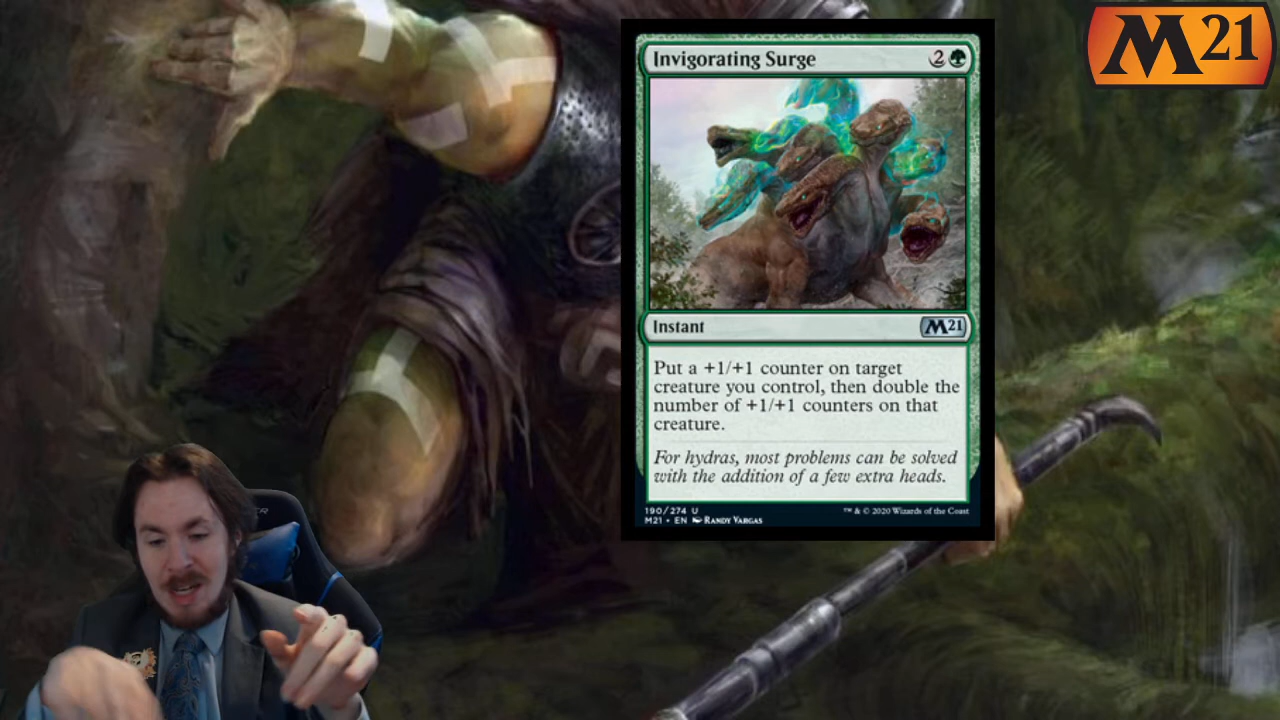 M21
Invigorating Surge 2
Instant
M21
Put a +1/+1 counter on target
creature you control, then double the
number of +1/+1 counters on that
creature.
For hydras, most problems can be solved
with the addition of a few extra heads.
190/274 U
M21 • EN Randy Vargas
™ & © 2020 Wizards of the Coast